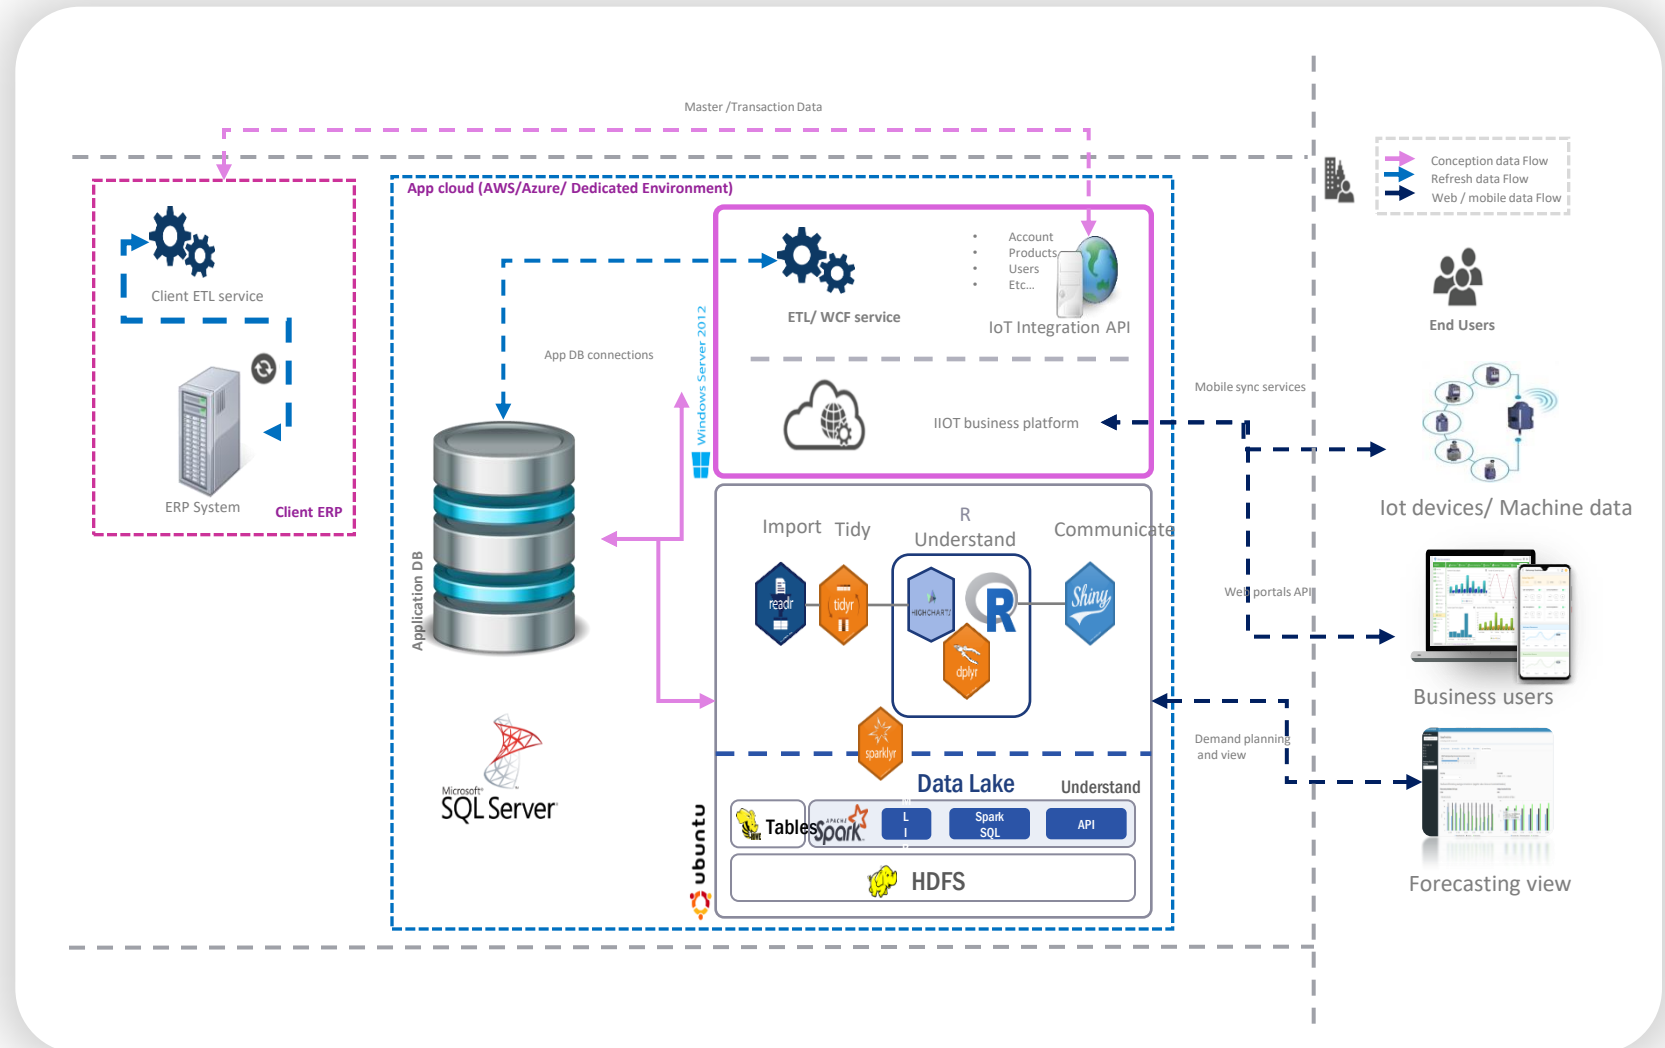 Master /Transaction Data
App cloud (AWS/Azure/ Dedicated Environment)
Conception data Flow
Refresh data Flow
Web / mobile data Flow
Client ETL service
ERP System
Client ERP
• Account
• Products
• Users
• Etc...
ETL/ WCF service
IoT Integration API
App DB connections
Windows Server 2012
IIOT business platform
Mobile sync services
End Users
Iot devices/ Machine data
Application DB
Import
Tidy
R
Understand
Communicate
readr
tidyr
HIGHCHARTS
R
Shiny
dplyr
sparklyr
Web portals API
Business users
Demand planning
and view
Forecasting view
Microsoft®
SQL Server®
ubuntu
Data Lake
Understand
HIVE
Tables
APACHE
Spark
L
I
Spark
SQL
API
HDFS